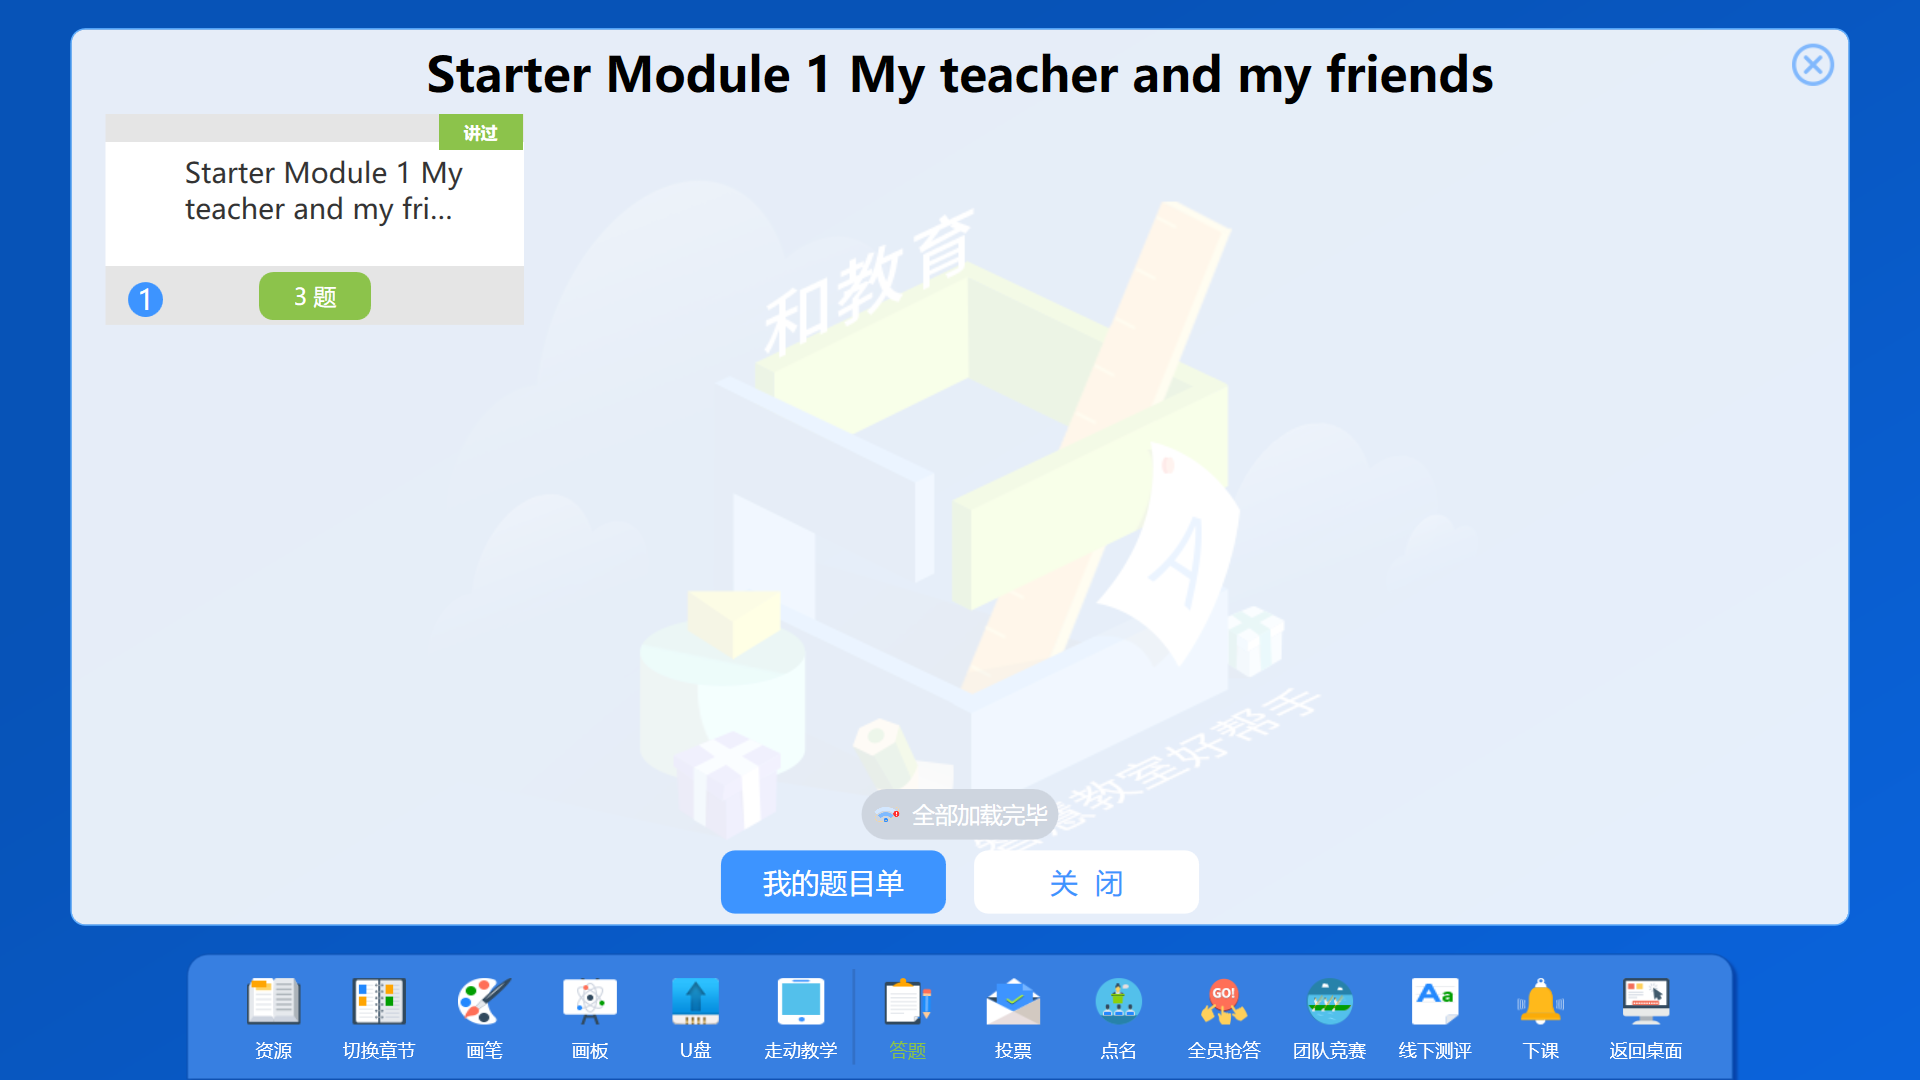 Starter Module 1 My teacher and my friends
讲过
Starter Module 1 My
teacher and my fri...
1
3 题
和教育
A
智慧教室好帮手
全部加载完毕
我的题目单
关 闭
资源
切换章节
画笔
画板
U盘
走动教学
答题
投票
点名
GO!
全员抢答
团队竞赛
Aa
线下测评
下课
返回桌面